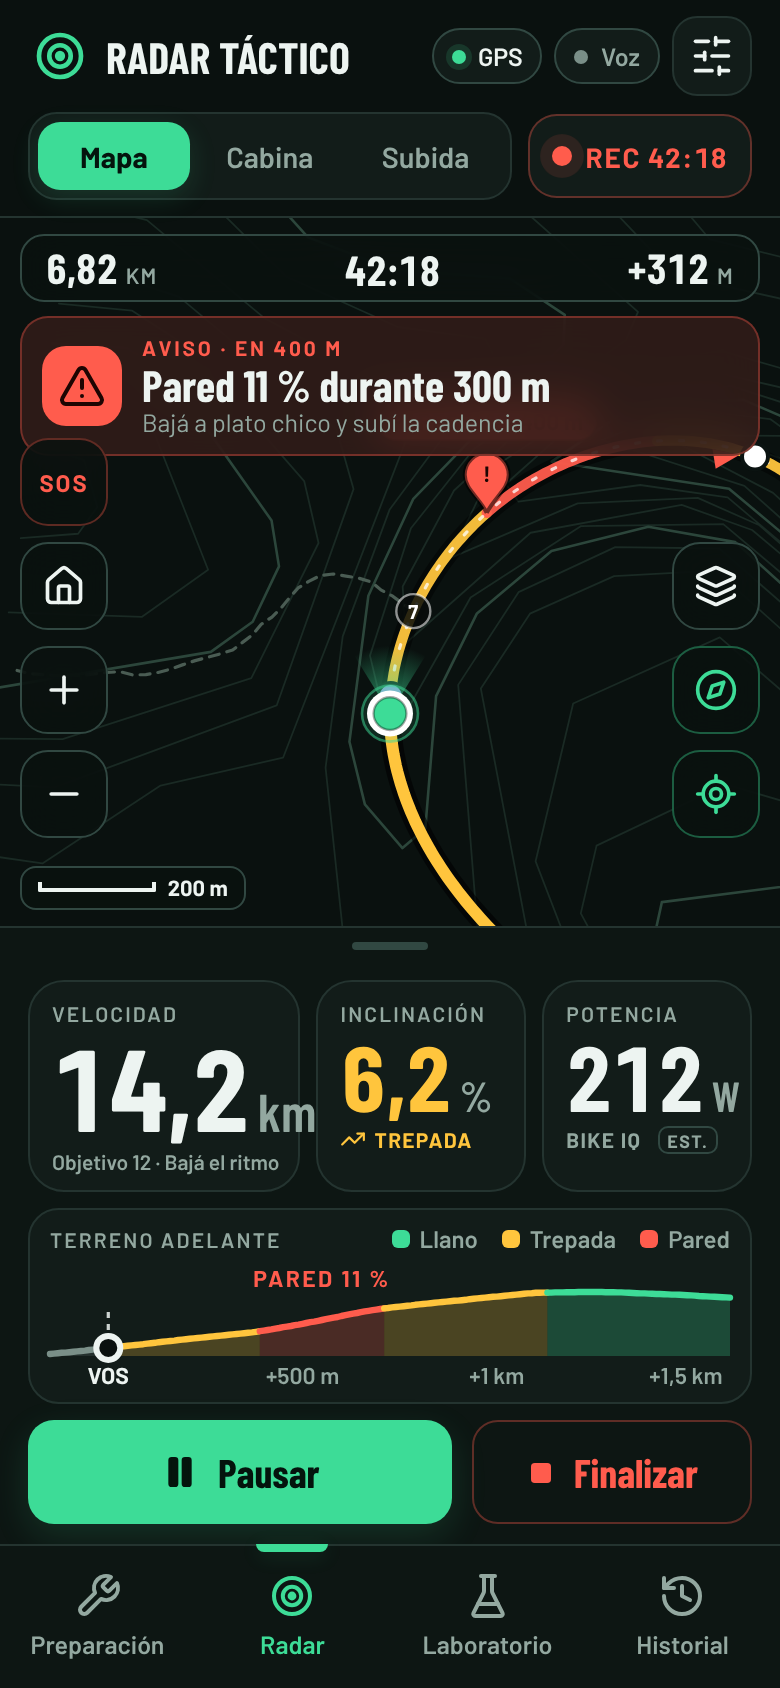 RADAR TÁCTICO
GPS
Voz
Mapa
Cabina
Subida
REC 42:18
6,82 KM
42:18
+312 M
AVISO · EN 400 M
Pared 11 % durante 300 m
Bajá a plato chico y subí la cadencia
SOS
!
7
200 m
VELOCIDAD
14,2 km
Objetivo 12 · Bajá el ritmo
INCLINACIÓN
6,2 %
TREPADA
POTENCIA
212 W
BIKE IQ EST.
TERRENO ADELANTE
Llano
Trepada
Pared
PARED 11 %
VOS
+500 m
+1 km
+1,5 km
Pausar
Finalizar
Preparación
Radar
Laboratorio
Historial